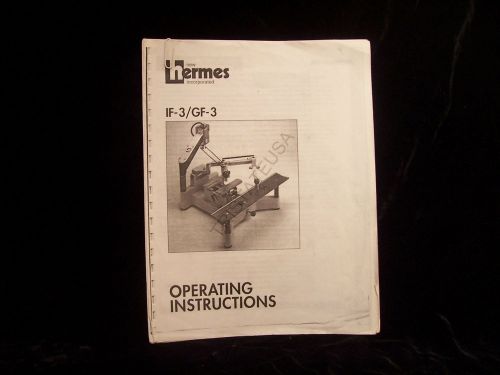 new
hermes
incorporated
IF-3/GF-3
OPERATING
INSTRUCTIONS